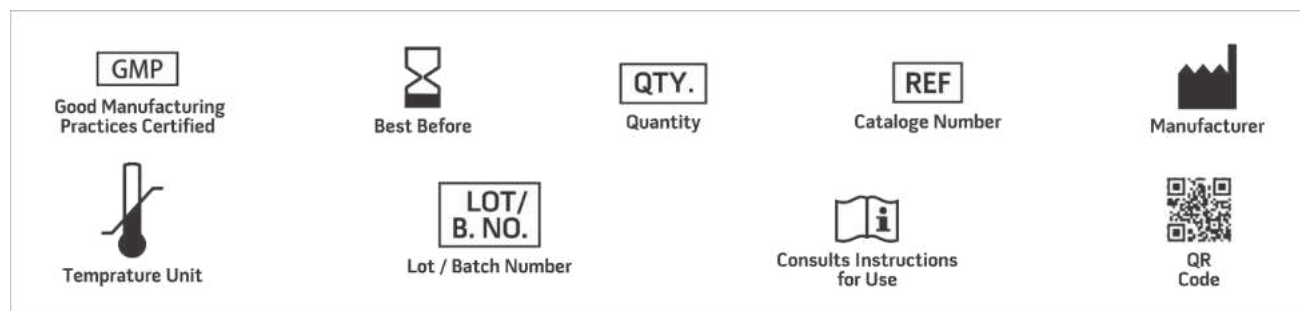 GMP
Good Manufacturing
Practices Certified
Best Before
QTY.
Quantity
REF
Cataloge Number
Manufacturer
Temprature Unit
LOT/
B. NO.
Lot / Batch Number
i
Consults Instructions
for Use
QR
Code